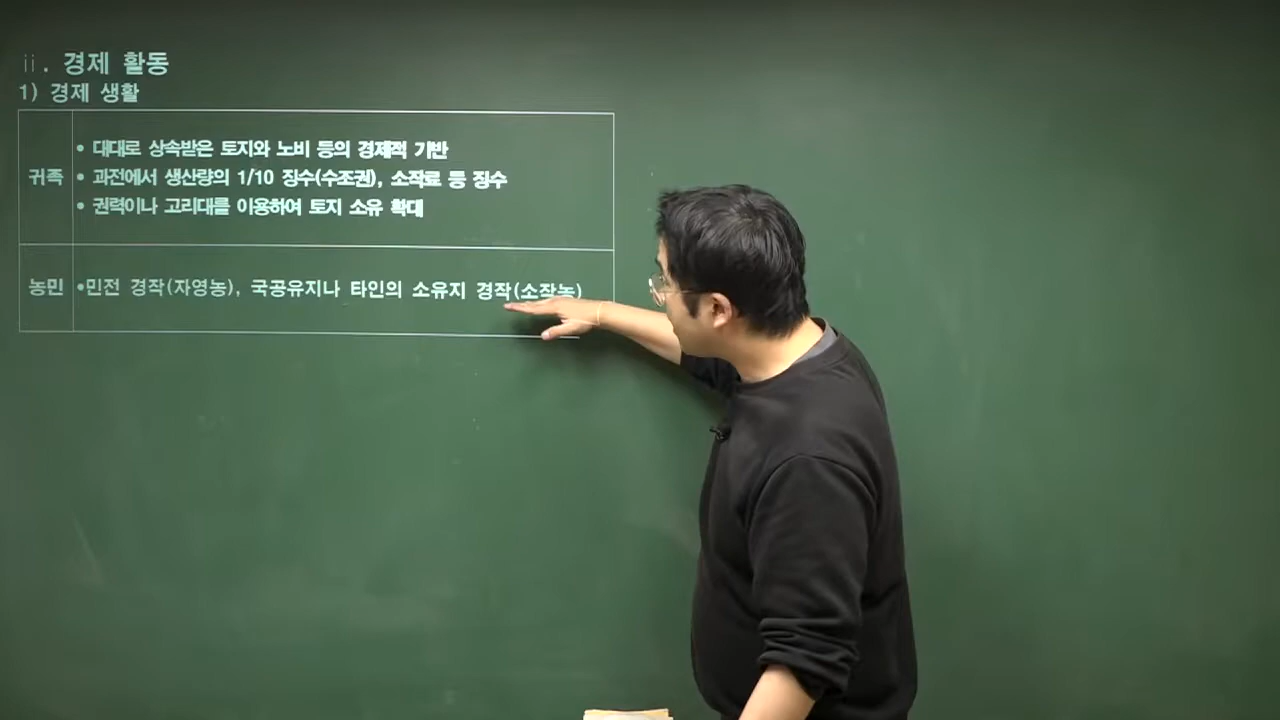 ⅱ. 경제 활동
1) 경제 생활
• 대대로 상속받은 토지와 노비 등의 경제적 기반
귀족 • 과전에서 생산량의 1/10 징수(수조권), 소작료 등 징수
• 권력이나 고리대를 이용하여 토지 소유 확대
농민 •민전 경작(자영농), 국공유지나 타인의 소유지 경작(소작농)